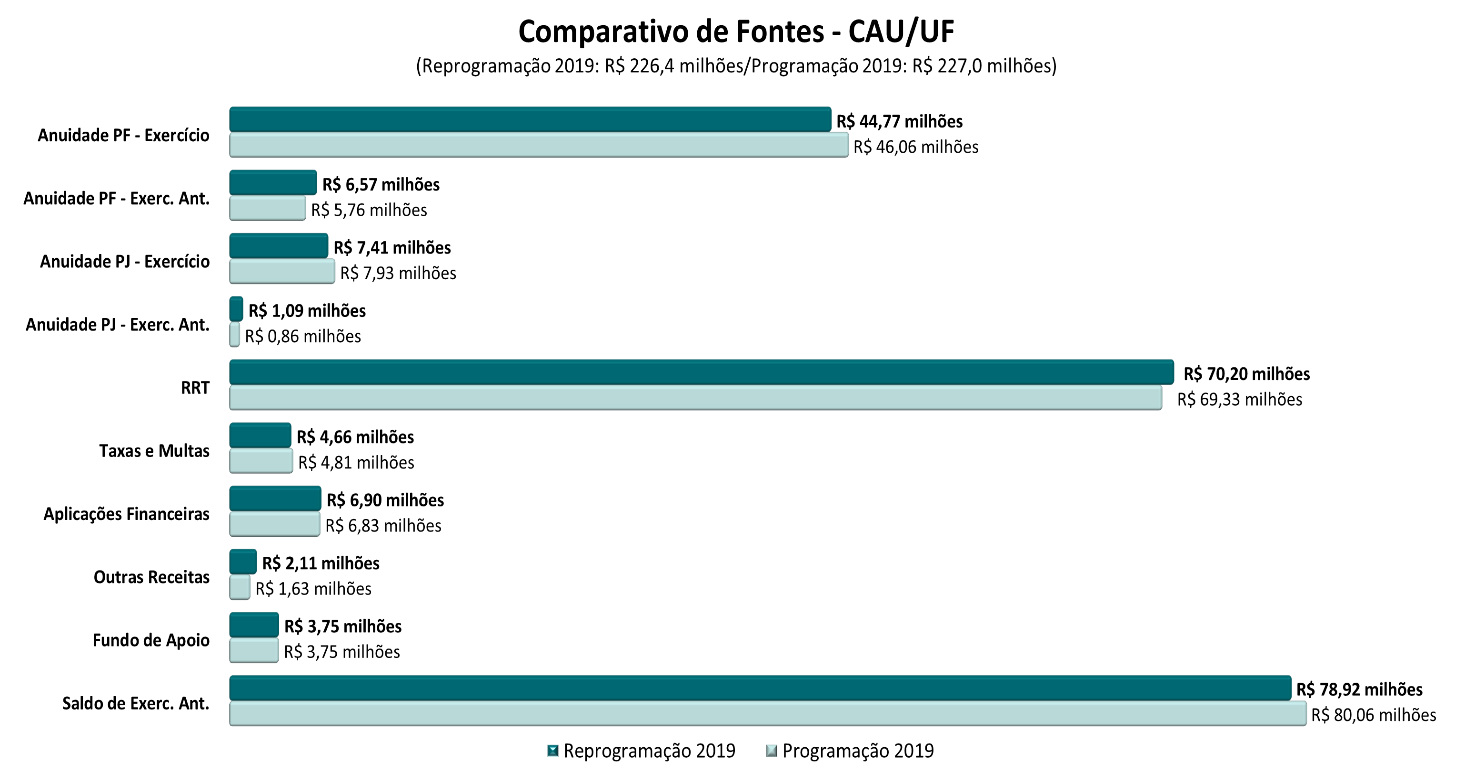 Comparativo de Fontes - CAU/UF
(Reprogramação 2019: R$ 226,4 milhões/Programação 2019: R$ 227,0 milhões)
Anuidade PF - Exercício
R$ 44,77 milhões
R$ 46,06 milhões
Anuidade PF - Exerc. Ant.
R$ 6,57 milhões
R$ 5,76 milhões
Anuidade PJ - Exercício
R$ 7,41 milhões
R$ 7,93 milhões
Anuidade PJ - Exerc. Ant.
R$ 1,09 milhões
R$ 0,86 milhões
RRT
R$ 70,20 milhões
R$ 69,33 milhões
Taxas e Multas
R$ 4,66 milhões
R$ 4,81 milhões
Aplicações Financeiras
R$ 6,90 milhões
R$ 6,83 milhões
Outras Receitas
R$ 2,11 milhões
R$ 1,63 milhões
Fundo de Apoio
R$ 3,75 milhões
R$ 3,75 milhões
Saldo de Exerc. Ant.
R$ 78,92 milhões
R$ 80,06 milhões
Reprogramação 2019
Programação 2019